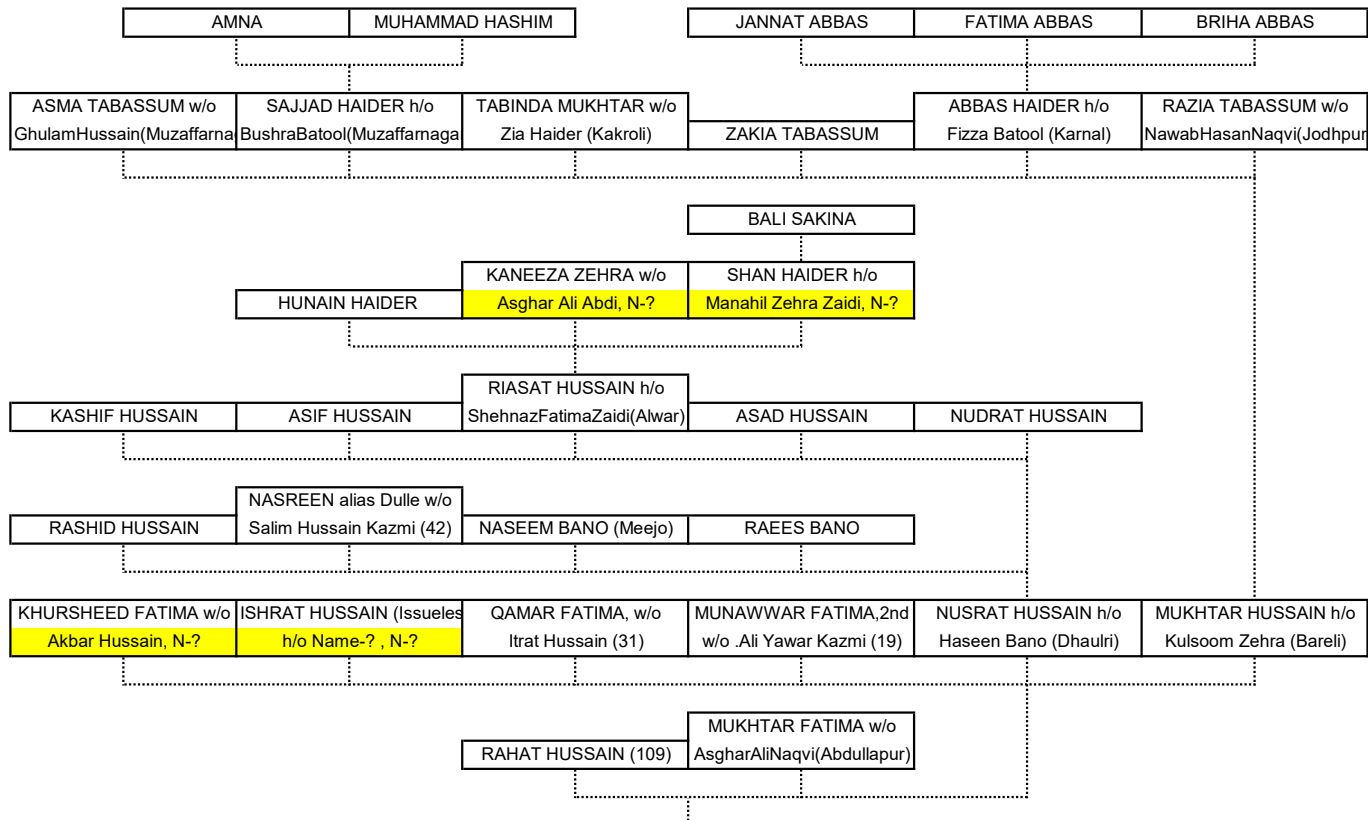 AMNA
MUHAMMAD HASHIM
JANNAT ABBAS
FATIMA ABBAS
BRIHA ABBAS
ASMA TABASSUM w/o
GhulamHussain(Muzaffarnag
SAJJAD HAIDER h/o
BushraBatool(Muzaffarnaga
TABINDA MUKHTAR w/o
Zia Haider (Kakroli)
ZAKIA TABASSUM
ABBAS HAIDER h/o
Fizza Batool (Karnal)
RAZIA TABASSUM w/o
NawabHasanNaqvi(Jodhpur
BALI SAKINA
HUNAIN HAIDER
KANEEZA ZEHRA w/o
Asghar Ali Abdi, N-?
SHAN HAIDER h/o
Manahil Zehra Zaidi, N-?
KASHIF HUSSAIN
ASIF HUSSAIN
RIASAT HUSSAIN h/o
ShehnazFatimaZaidi(Alwar)
ASAD HUSSAIN
NUDRAT HUSSAIN
RASHID HUSSAIN
NASREEN alias Dulle w/o
Salim Hussain Kazmi (42)
NASEEM BANO (Meejo)
RAEES BANO
KHURSHEED FATIMA w/o
Akbar Hussain, N-?
ISHRAT HUSSAIN (Issueles
h/o Name-? , N-?
QAMAR FATIMA, w/o
Itrat Hussain (31)
MUNAWWAR FATIMA,2nd
w/o .Ali Yawar Kazmi (19)
NUSRAT HUSSAIN h/o
Haseen Bano (Dhaulri)
MUKHTAR HUSSAIN h/o
Kulsoom Zehra (Bareli)
RAHAT HUSSAIN (109)
MUKHTAR FATIMA w/o
AsgharAliNaqvi(Abdullapur)